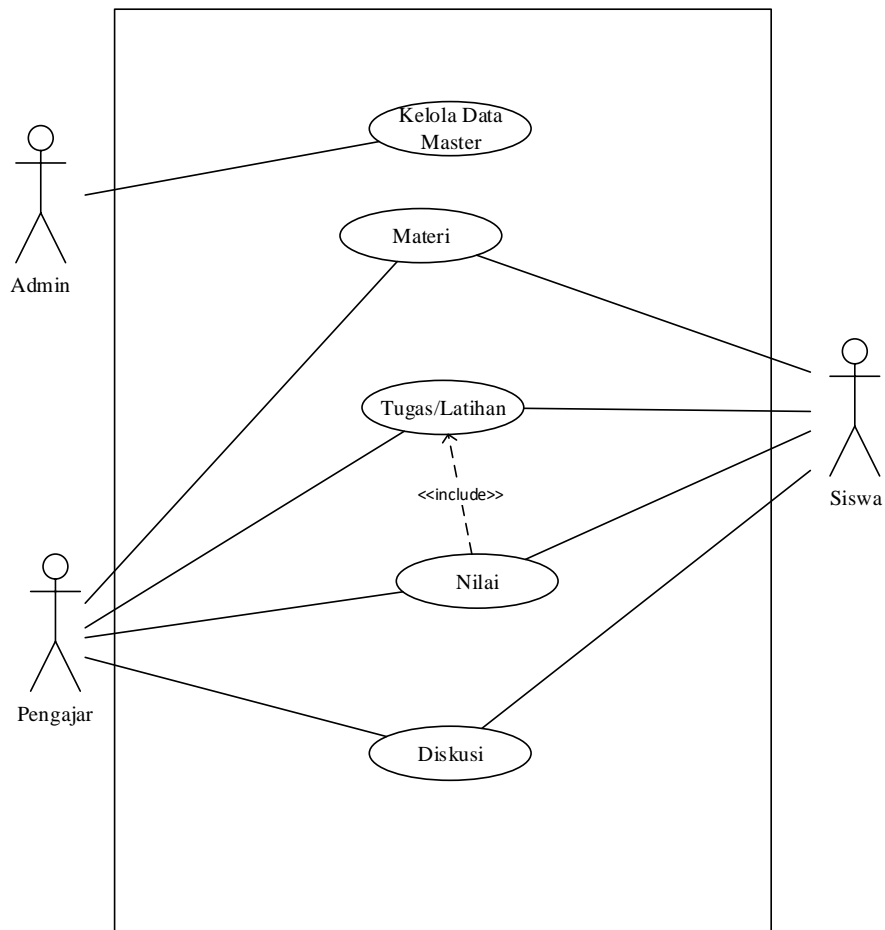 Kelola Data
Master
Admin
Materi
Tugas/Latihan
Siswa
<<include>>
Nilai
Pengajar
Diskusi